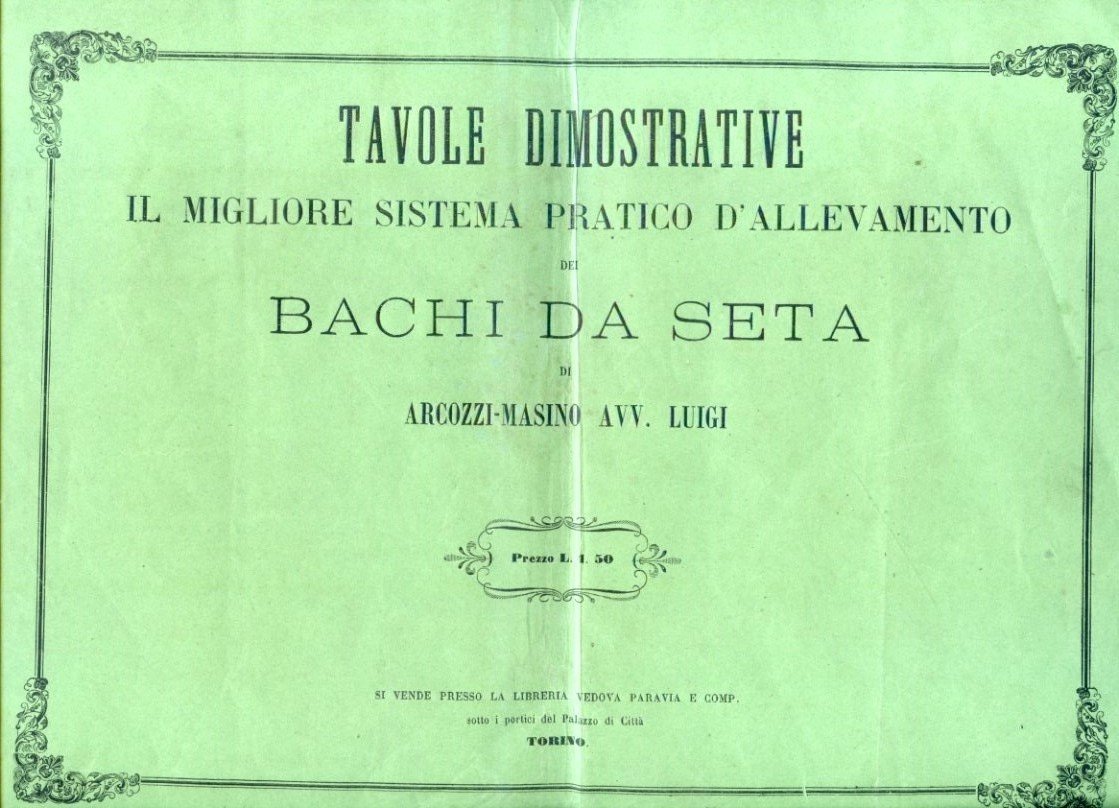 TAVOLE DIMOSTRATIVE
IL MIGLIORE SISTEMA PRATICO D'ALLEVAMENTO
DEI
BACHI DA SETA
DI
ARCOZZI-MASINO AVV. LUIGI
Prezzo L. 1. 50
SI VENDE PRESSO LA LIBRERIA VEDOVA PARAVIA E COMP.
sotto i portici del Palazzo di Città
TORINO.